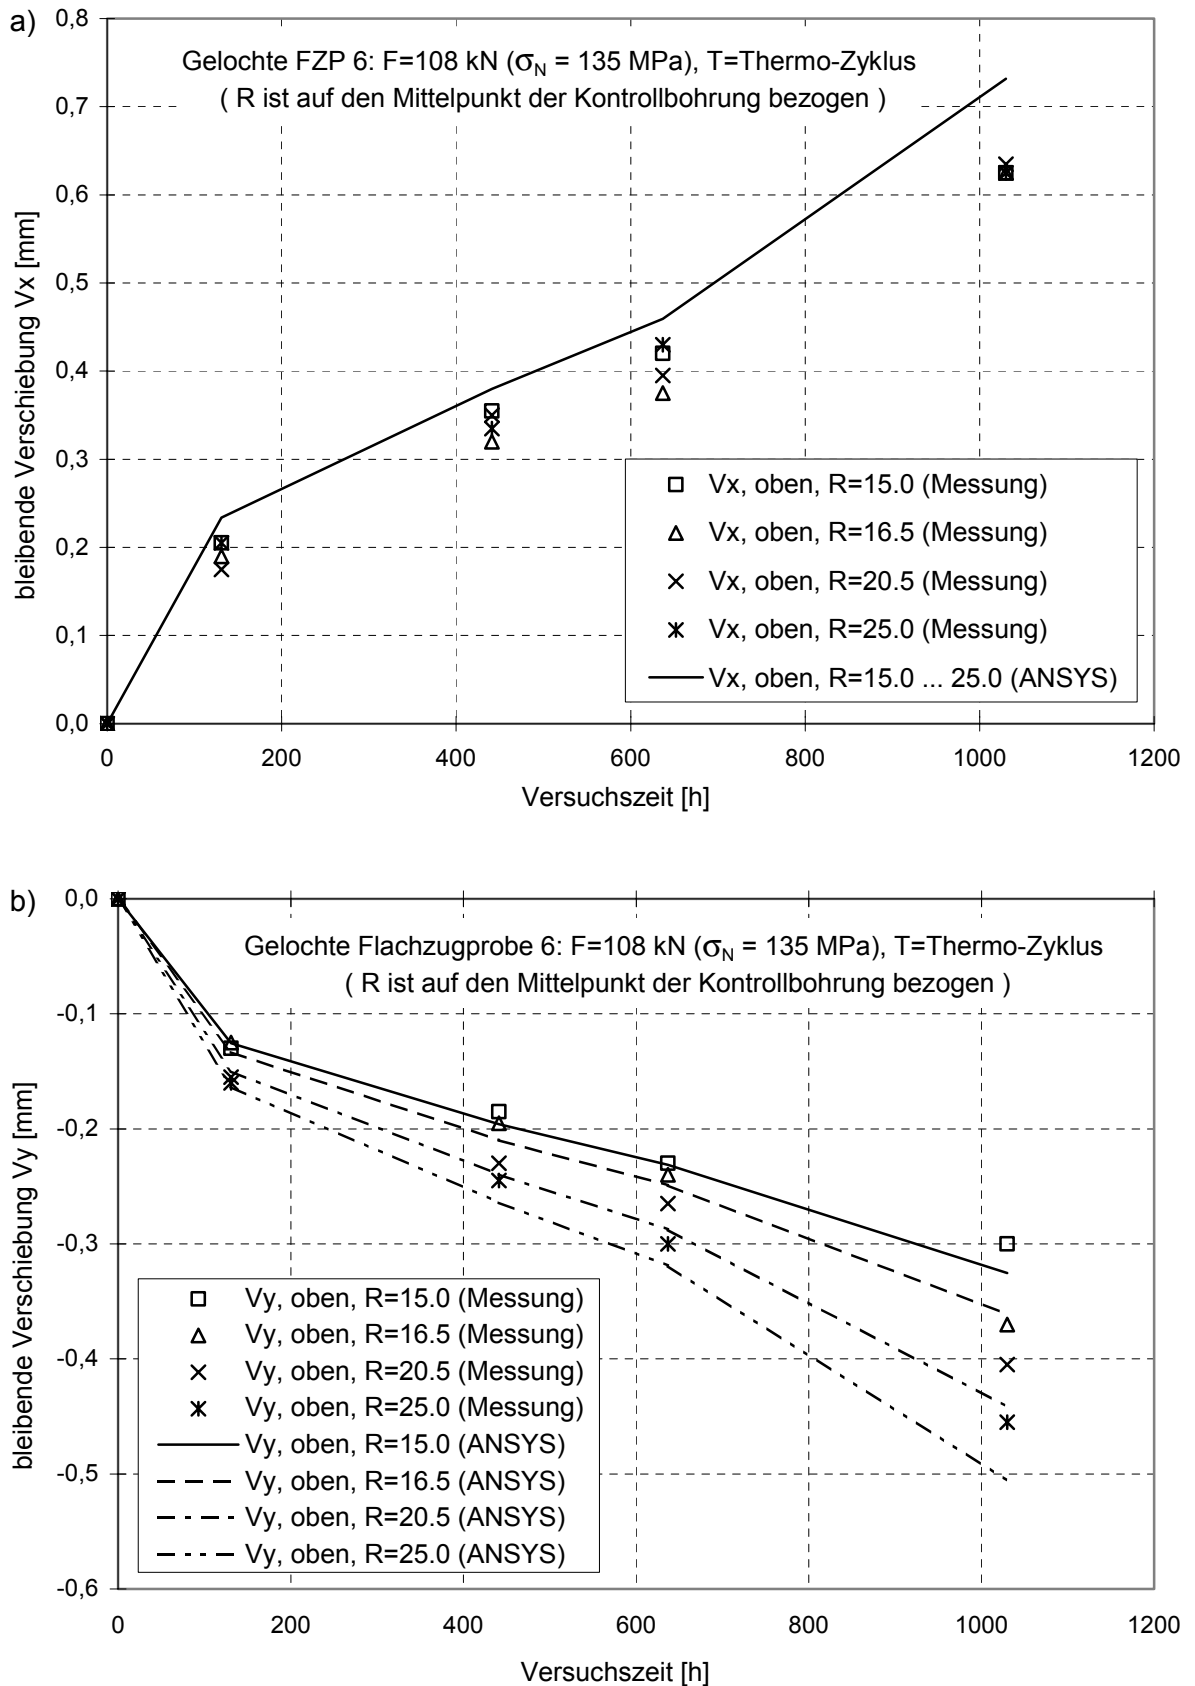 a)
Gelochte FZP 6: F=108 kN (σN = 135 MPa), T=Thermo-Zyklus
( R ist auf den Mittelpunkt der Kontrollbohrung bezogen )
bleibende Verschiebung Vx [mm]
0,8
0,7
0,6
0,5
0,4
0,3
0,2
0,1
0,0
Vx, oben, R=15.0 (Messung)
Vx, oben, R=16.5 (Messung)
Vx, oben, R=20.5 (Messung)
Vx, oben, R=25.0 (Messung)
Vx, oben, R=15.0 ... 25.0 (ANSYS)
0 200 400 600 800 1000 1200
Versuchszeit [h]
b)
Gelochte Flachzugprobe 6: F=108 kN (σN = 135 MPa), T=Thermo-Zyklus
( R ist auf den Mittelpunkt der Kontrollbohrung bezogen )
bleibende Verschiebung Vy [mm]
0,0
-0,1
-0,2
-0,3
-0,4
-0,5
-0,6
Vy, oben, R=15.0 (Messung)
Vy, oben, R=16.5 (Messung)
Vy, oben, R=20.5 (Messung)
Vy, oben, R=25.0 (Messung)
Vy, oben, R=15.0 (ANSYS)
Vy, oben, R=16.5 (ANSYS)
Vy, oben, R=20.5 (ANSYS)
Vy, oben, R=25.0 (ANSYS)
0 200 400 600 800 1000 1200
Versuchszeit [h]